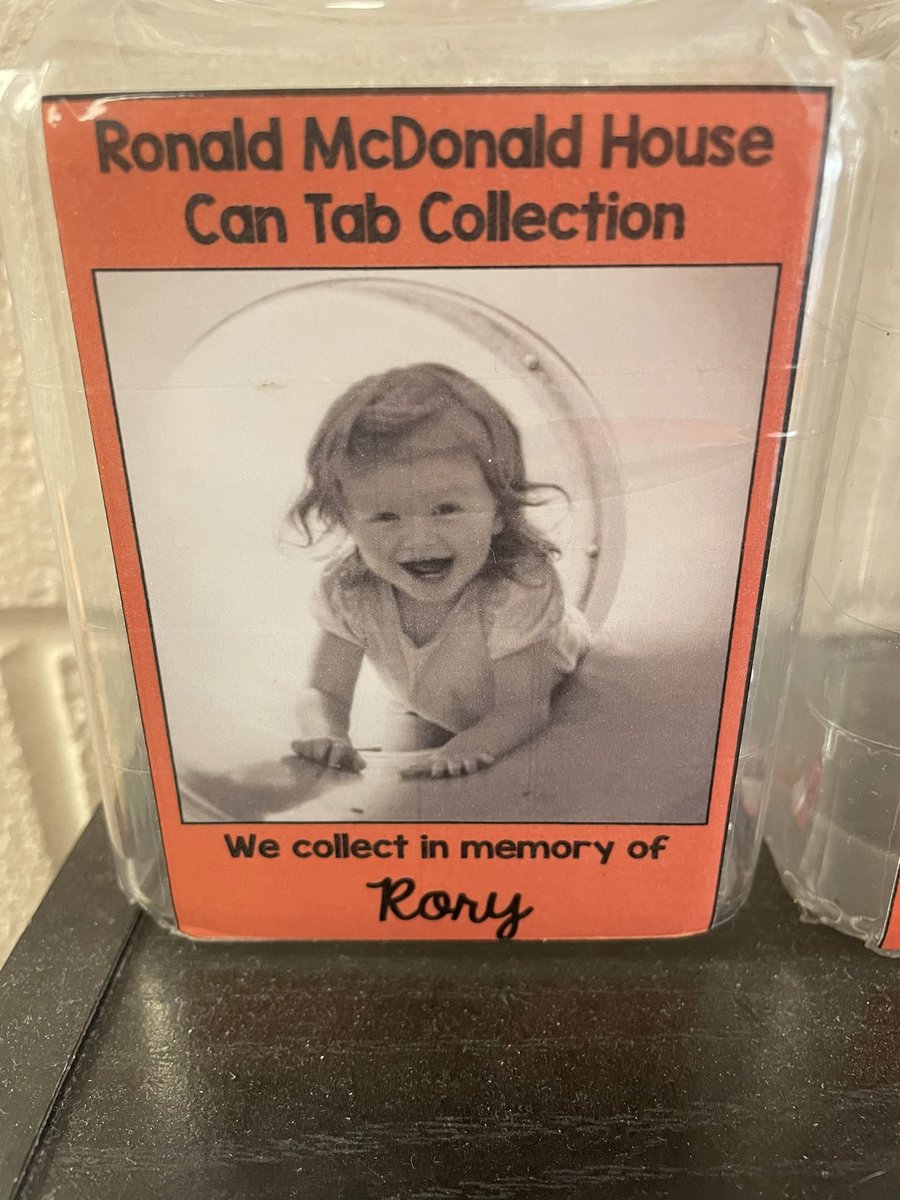 Ronald McDonald House
Can Tab Collection
We collect in memory of
Rory